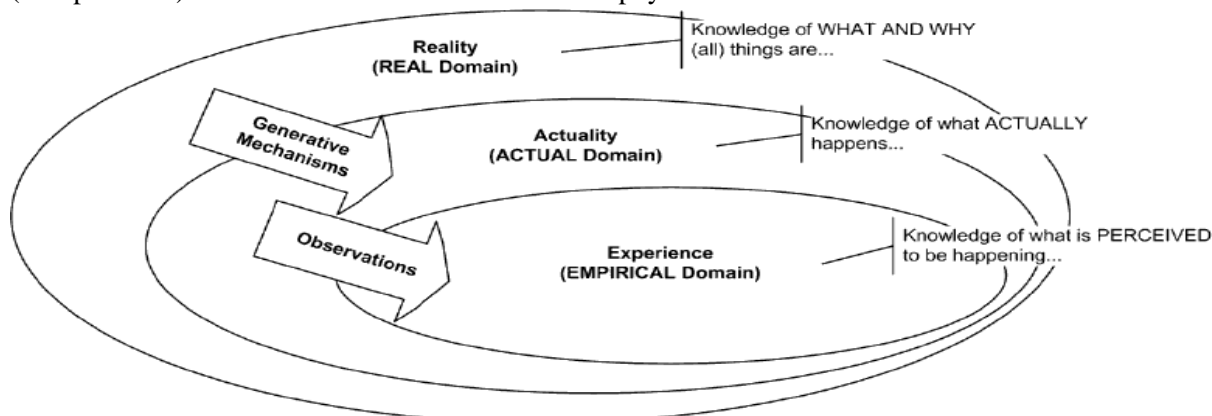 Reality
(REAL Domain)
Knowledge of WHAT AND WHY
(all) things are...
Generative
Mechanisms
Actuality
(ACTUAL Domain)
Knowledge of what ACTUALLY
happens...
Observations
Experience
(EMPIRICAL Domain)
Knowledge of what is PERCEIVED
to be happening...